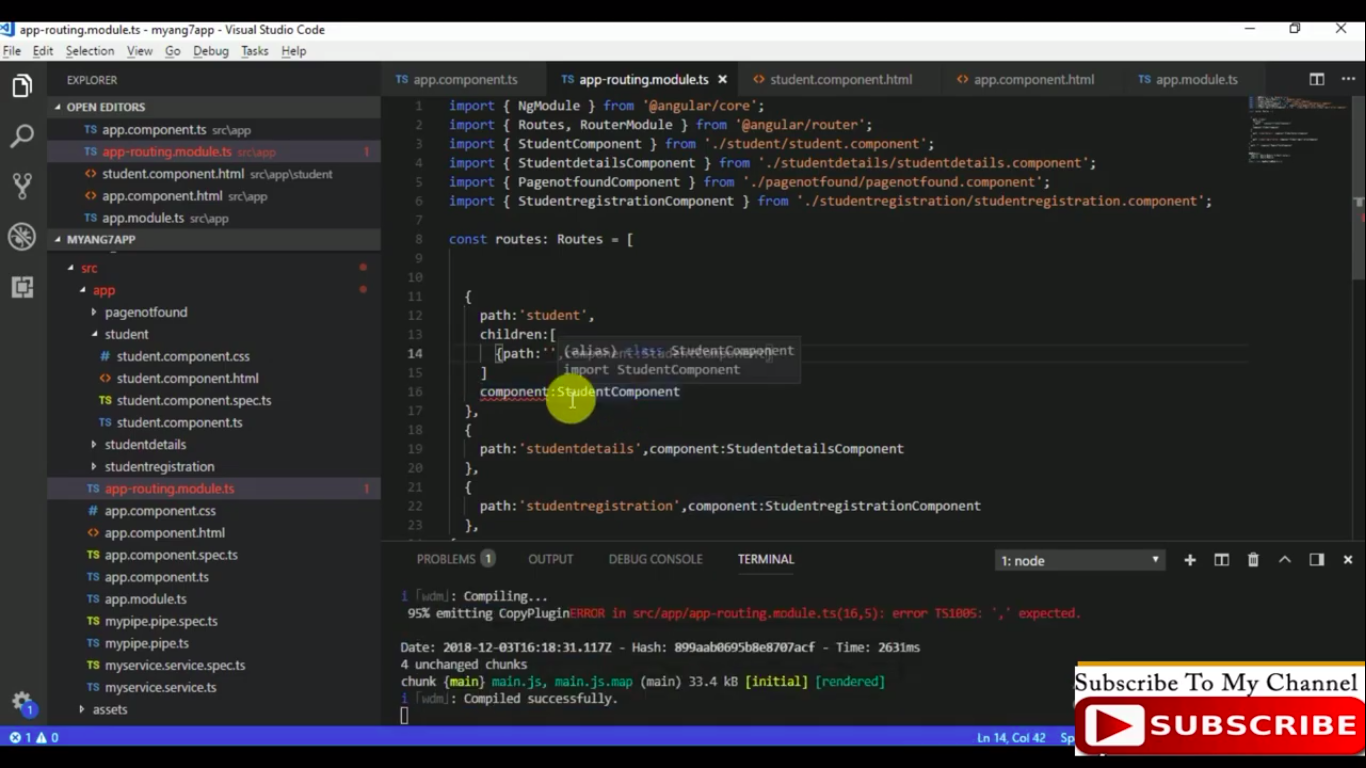 app-routing.module.ts - myang7app - Visual Studio Code
File Edit Selection View Go Debug Tasks Help
EXPLORER
OPEN EDITORS
TS app.component.ts src\app
TS app-routing.module.ts src\app 1
<> student.component.html src\app\student
<> app.component.html src\app
TS app.module.ts src\app
MYANG7APP
src
app
pagenotfound
student
# student.component.css
<> student.component.html
TS student.component.spec.ts
TS student.component.ts
studentdetails
studentregistration
TS app-routing.module.ts 1
# app.component.css
<> app.component.html
TS app.component.spec.ts
TS app.component.ts
TS app.module.ts
TS mypipe.pipe.spec.ts
TS mypipe.pipe.ts
TS myservice.service.spec.ts
TS myservice.service.ts
assets
1
TS app.component.ts TS app-routing.module.ts <> student.component.html <> app.component.html TS app.module.ts
1 import { NgModule } from '@angular/core';
2 import { Routes, RouterModule } from '@angular/router';
3 import { StudentComponent } from './student/student.component';
4 import { StudentdetailsComponent } from './studentdetails/studentdetails.component';
5 import { PagenotfoundComponent } from './pagenotfound/pagenotfound.component';
6 import { StudentregistrationComponent } from './studentregistration/studentregistration.component';
7
8 const routes: Routes = [
9
10
11 {
12 path:'student',
13 children:[
14 {path:'',
(alias) class StudentComponent
import StudentComponent
15 ]
16 component:StudentComponent
17 },
18 {
19 path:'studentdetails',component:StudentdetailsComponent
20 },
21 {
22 path:'studentregistration',component:StudentregistrationComponent
23 },
PROBLEMS 1 OUTPUT DEBUG CONSOLE TERMINAL 1: node
i ｢wdm｣: Compiling...
95% emitting CopyPluginERROR in src/app/app-routing.module.ts(16,5): error TS1005: ',' expected.
Date: 2018-12-03T16:18:31.117Z - Hash: 899aab0695b8e8707acf - Time: 2631ms
4 unchanged chunks
chunk {main} main.js, main.js.map (main) 33.4 kB [initial] [rendered]
i ｢wdm｣: Compiled successfully.
1 0
Ln 14, Col 42
Subscribe To My Channel
SUBSCRIBE